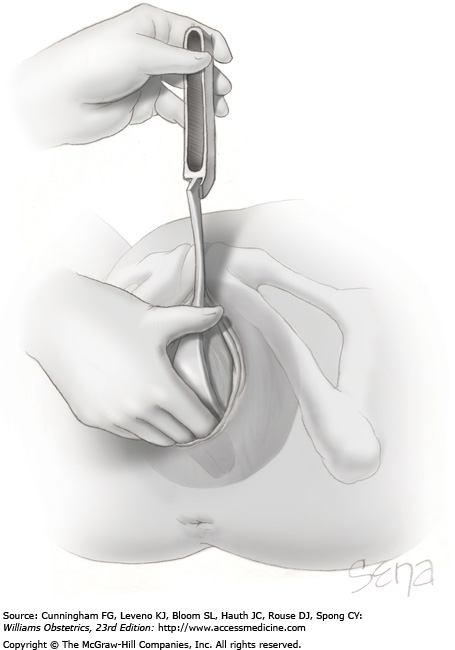 Sena
Source: Cunningham FG, Leveno KJ, Bloom SL, Hauth JC, Rouse DJ, Spong CY:
Williams Obstetrics, 23rd Edition: http://www.accessmedicine.com
Copyright © The McGraw-Hill Companies, Inc. All rights reserved.